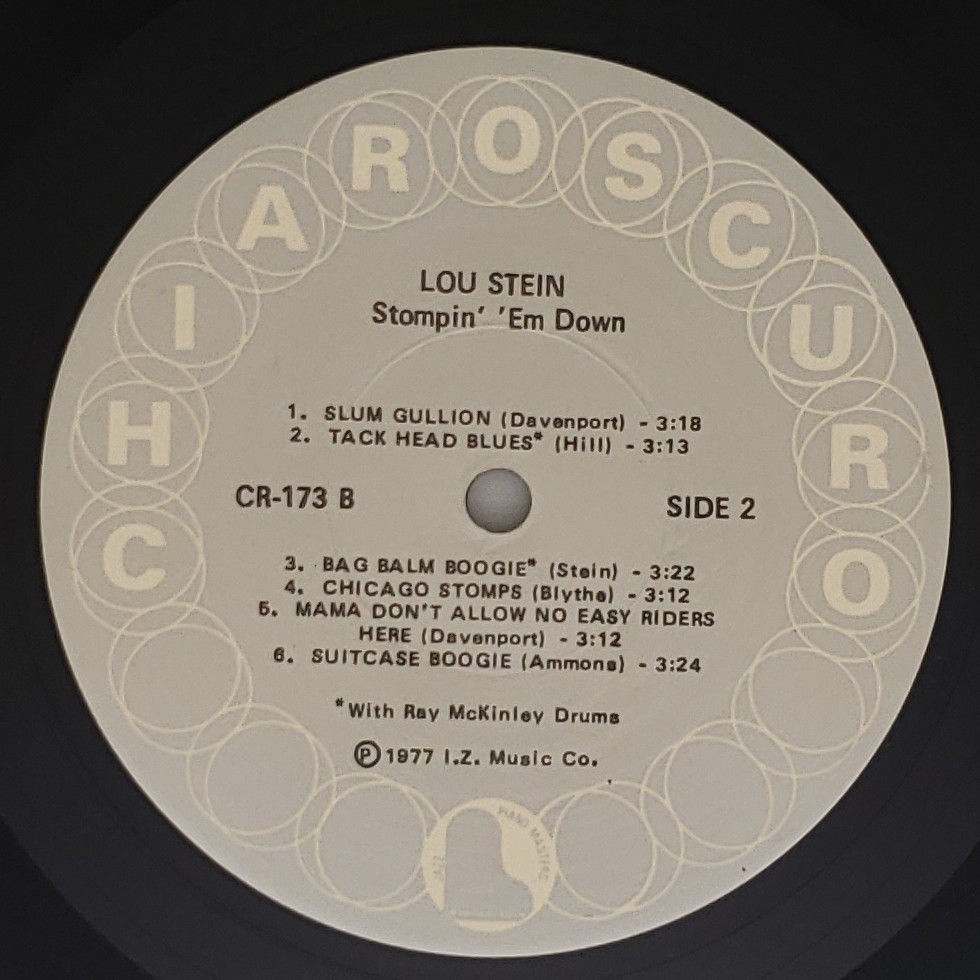 CHIAROSCURO
LOU STEIN
Stompin' 'Em Down
1. SLUM GULLION (Davenport) - 3:18
2. TACK HEAD BLUES* (Hill) - 3:13
CR-173 B
SIDE 2
3. BAG BALM BOOGIE* (Stein) - 3:22
4. CHICAGO STOMPS (Blythe) - 3:12
5. MAMA DON'T ALLOW NO EASY RIDERS
HERE (Davenport) - 3:12
6. SUITCASE BOOGIE (Ammons) - 3:24
*With Ray McKinley Drums
Ⓟ 1977 I.Z. Music Co.
JAZZ PIANO MASTERS